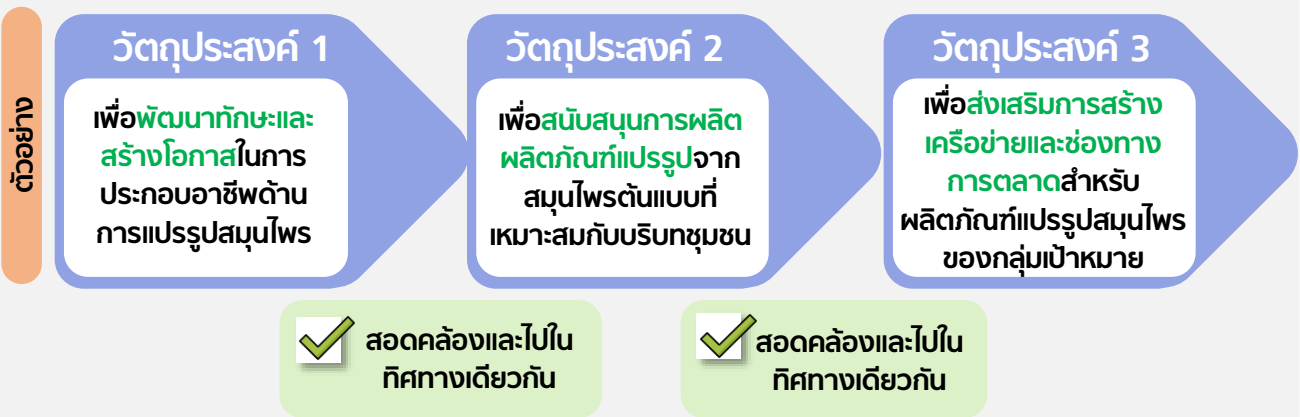 ตัวอย่าง
วัตถุประสงค์ 1
เพื่อพัฒนาทักษะและ
สร้างโอกาสในการ
ประกอบอาชีพด้าน
การแปรรูปสมุนไพร
วัตถุประสงค์ 2
เพื่อสนับสนุนการผลิต
ผลิตภัณฑ์แปรรูปจาก
สมุนไพรต้นแบบที่
เหมาะสมกับบริบทชุมชน
วัตถุประสงค์ 3
เพื่อส่งเสริมการสร้าง
เครือข่ายและช่องทาง
การตลาดสำหรับ
ผลิตภัณฑ์แปรรูปสมุนไพร
ของกลุ่มเป้าหมาย
สอดคล้องและไปใน
ทิศทางเดียวกัน
สอดคล้องและไปใน
ทิศทางเดียวกัน